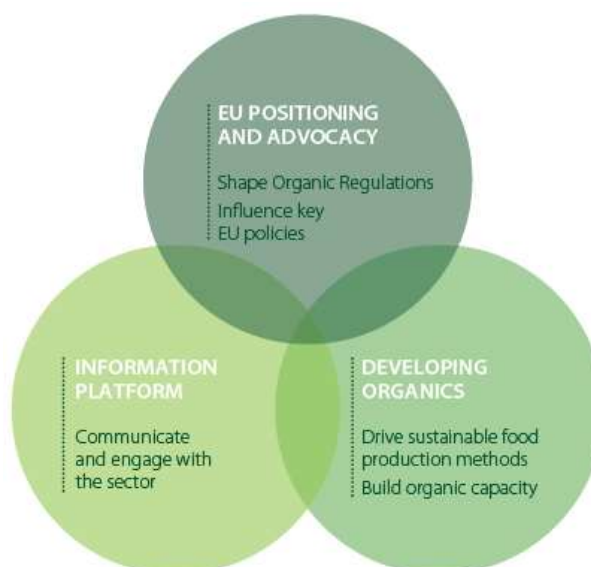 EU POSITIONING
AND ADVOCACY
Shape Organic Regulations
Influence key
EU policies
INFORMATION
PLATFORM
Communicate
and engage with
the sector
DEVELOPING
ORGANICS
Drive sustainable food
production methods
Build organic capacity